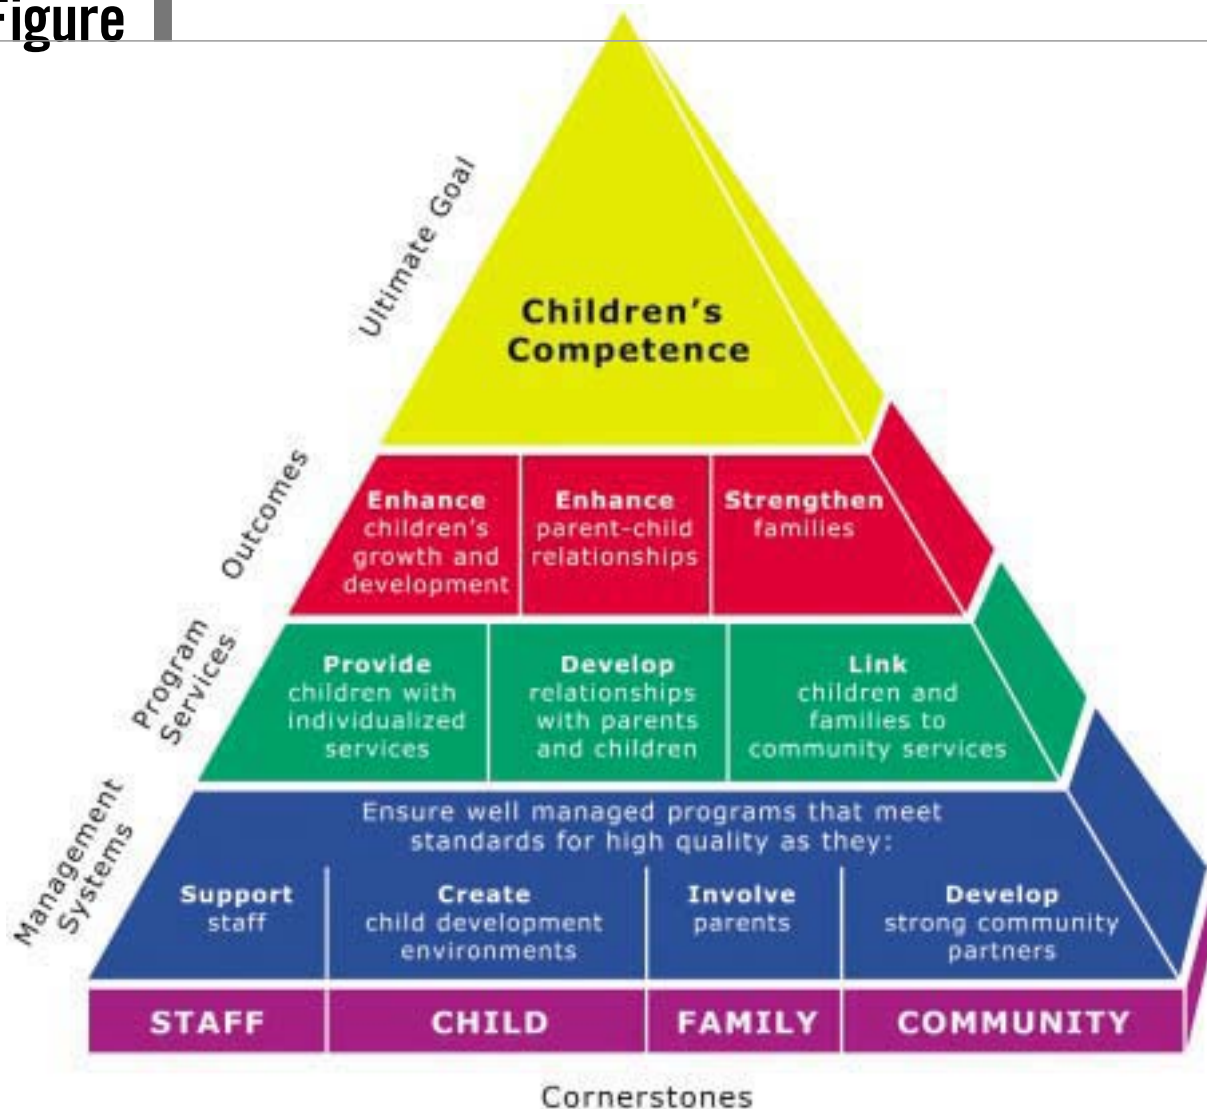 Figure
Ultimate Goal
Children's
Competence
Outcomes
Enhance
children's
growth and
development
Enhance
parent-child
relationships
Strengthen
families
Program
Services
Provide
children with
individualized
services
Develop
relationships
with parents
and children
Link
children and
families to
community services
Management
Systems
Ensure well managed programs that meet
standards for high quality as they:
Support
staff
Create
child development
environments
Involve
parents
Develop
strong community
partners
STAFF
CHILD
FAMILY
COMMUNITY
Cornerstones